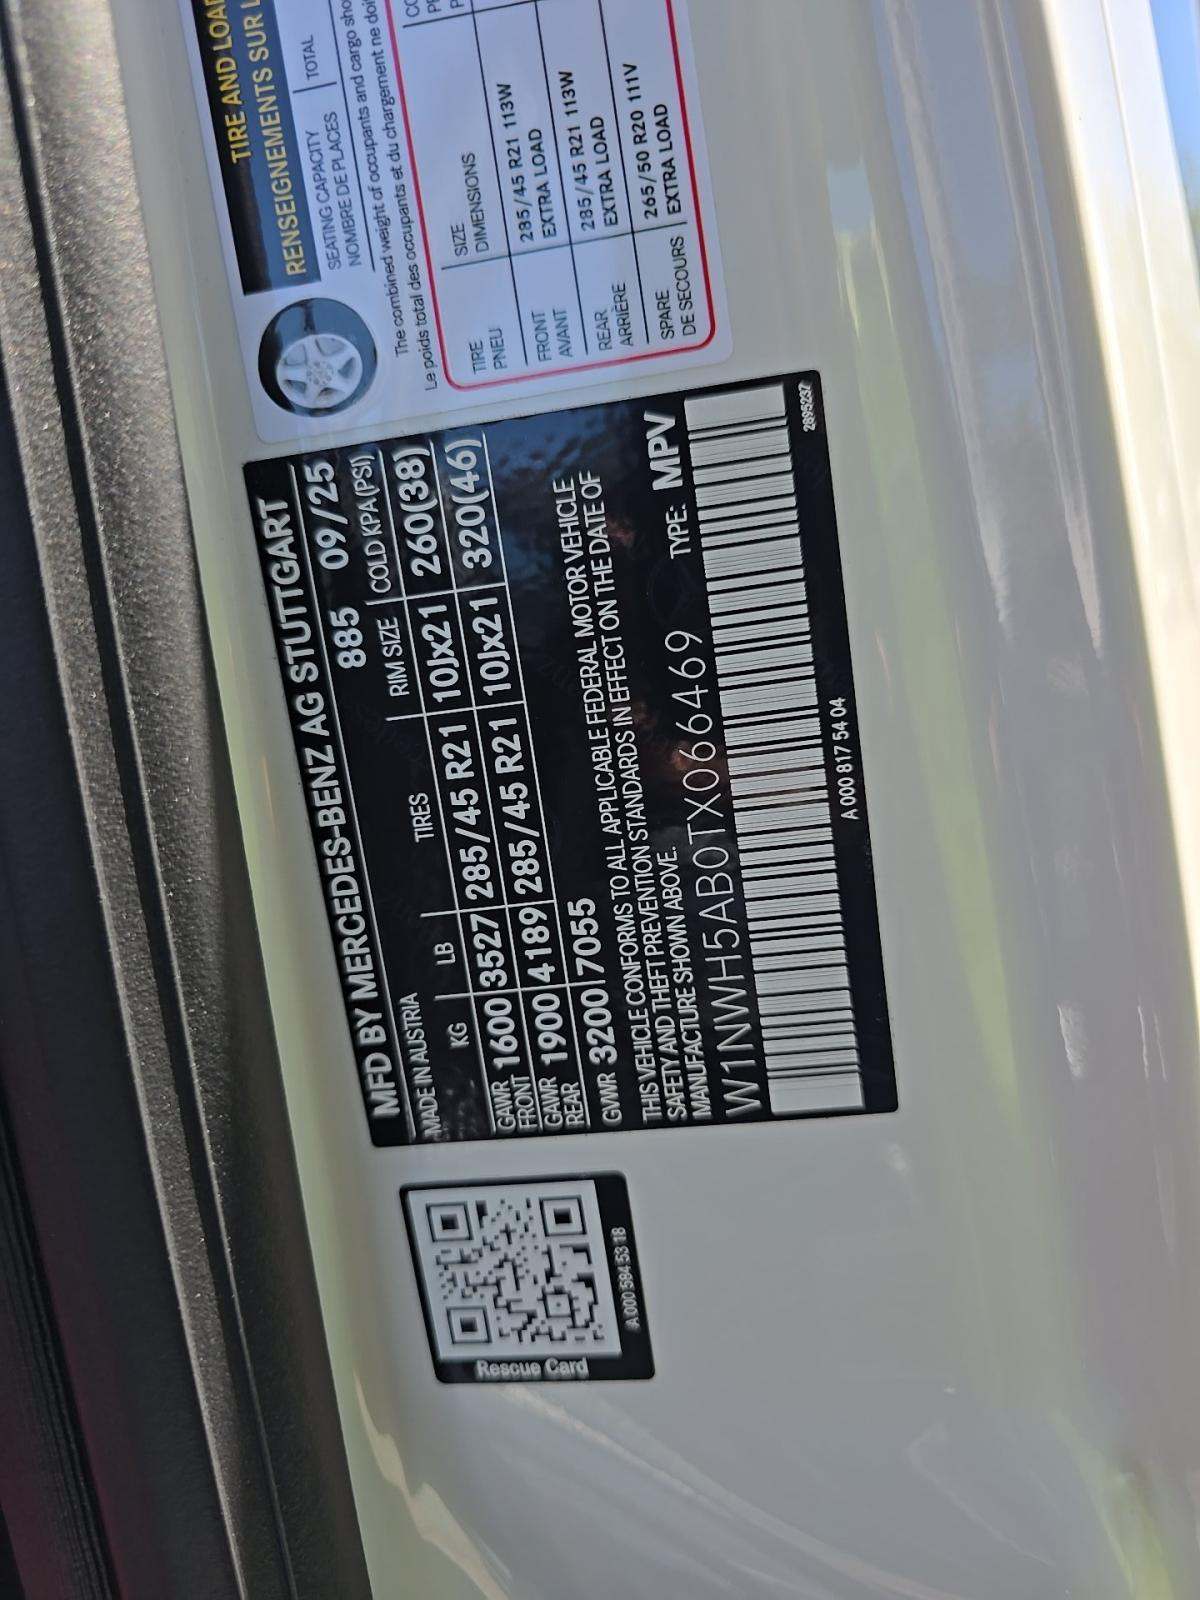 MFD BY MERCEDES-BENZ AG STUTTGART
885 09/25
MADE IN AUSTRIA
KG LB TIRES RIM SIZE COLD KPA(PSI)
GAWR FRONT 1600 3527 285/45 R21 10Jx21 260(38)
GAWR REAR 1900 4189 285/45 R21 10Jx21 320(46)
GVWR 3200 7055
THIS VEHICLE CONFORMS TO ALL APPLICABLE FEDERAL MOTOR VEHICLE
SAFETY AND THEFT PREVENTION STANDARDS IN EFFECT ON THE DATE OF
MANUFACTURE SHOWN ABOVE. TYPE: MPV
W1NWH5AB0TX066469
2895237
A 000 817 54 04
Rescue Card
A 000 594 53 18
TIRE AND
RENSEIGNEMENTS SUR
SEATING CAPACITY TOTAL
NOMBRE DE PLACES
The combined weight of occupants and cargo
Le poids total des occupants et du chargement ne
TIRE SIZE
PNEU DIMENSIONS
FRONT 285/45 R21 113W
AVANT EXTRA LOAD
REAR 285/45 R21 113W
ARRIÈRE EXTRA LOAD
SPARE 265/50 R20 111V
DE SECOURS EXTRA LOAD